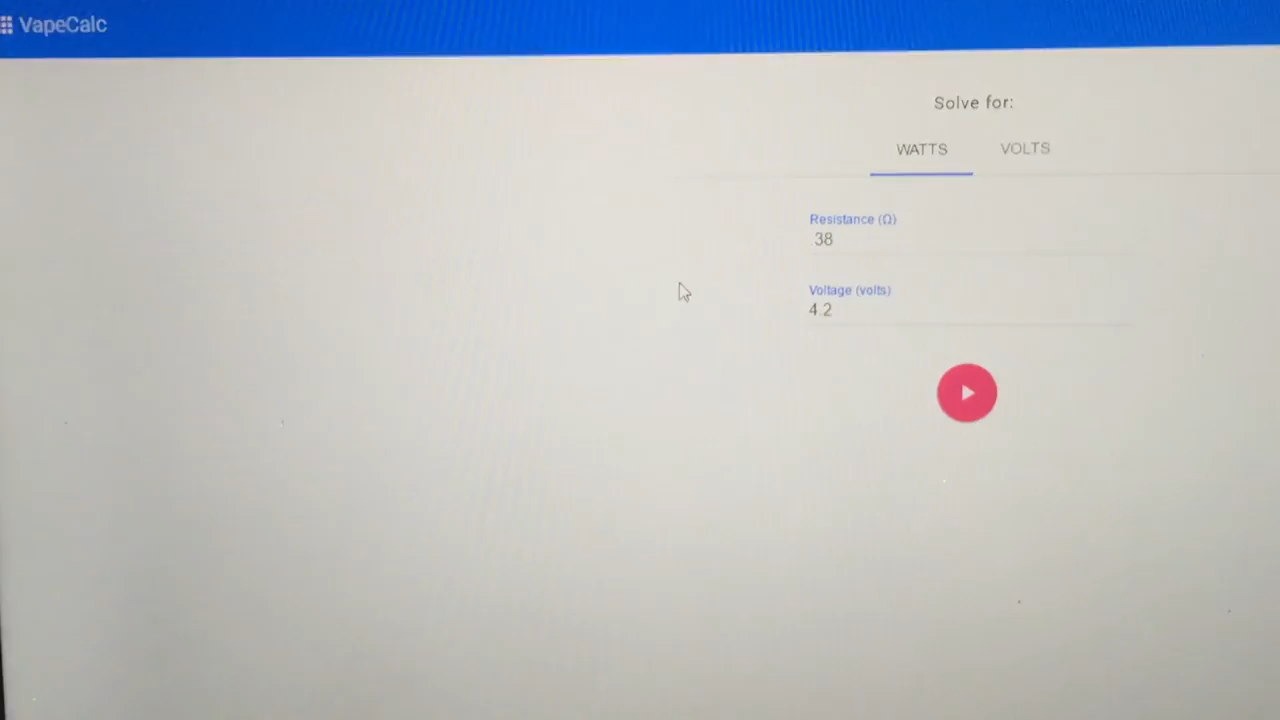 VapeCalc
Solve for:
WATTS VOLTS
Resistance (Ω)
.38
Voltage (volts)
4.2